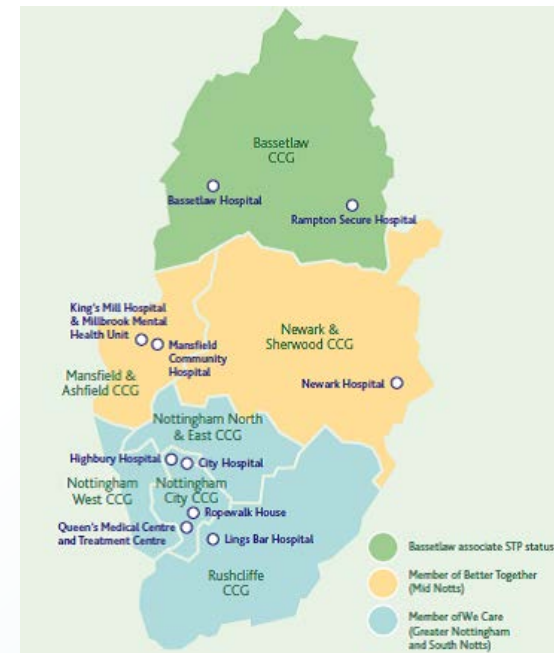 Bassetlaw
CCG
Bassetlaw Hospital
Rampton Secure Hospital
King's Mill Hospital
& Millbrook Mental
Health Unit
Mansfield
Community
Hospital
Newark &
Sherwood CCG
Mansfield &
Ashfield CCG
Newark Hospital
Nottingham North
& East CCG
Highbury Hospital
City Hospital
Nottingham
West CCG
Nottingham
City CCG
Ropewalk House
Queen's Medical Centre
and Treatment Centre
Lings Bar Hospital
Rushcliffe
CCG
Bassetlaw associate STP status
Member of Better Together
(Mid Notts)
Member of We Care
(Greater Nottingham
and South Notts)